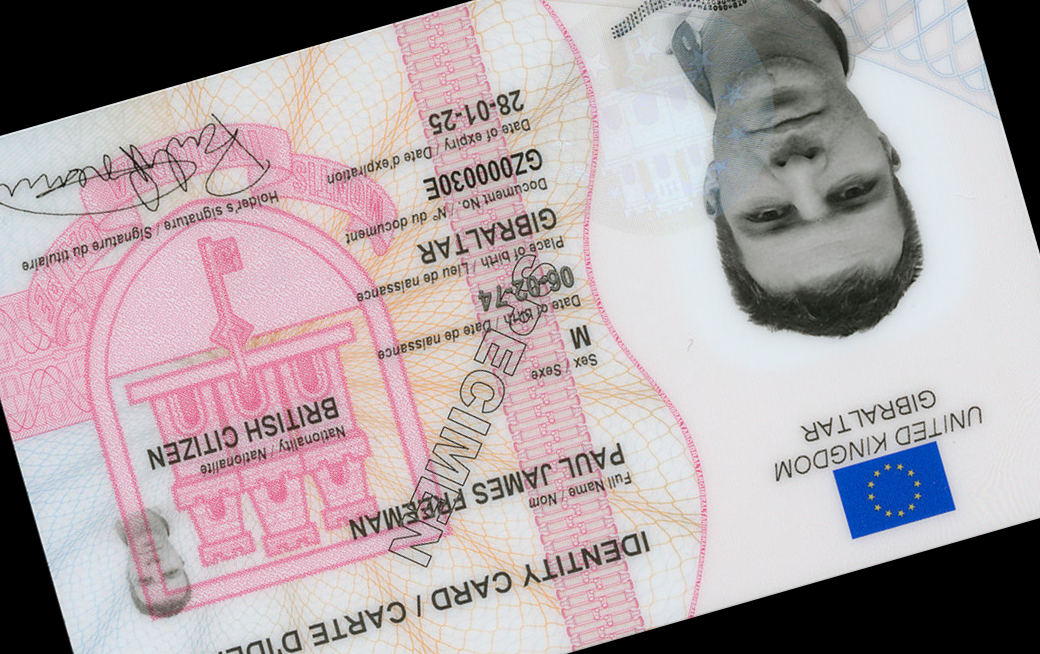 UNITED KINGDOM
GIBRALTAR
IDENTITY CARD / CARTE D'IDE
Full Name / Nom
PAUL JAMES FREEMAN
Nationality / Nationalité
BRITISH CITIZEN
Sex / Sexe
M
Date of birth / Date de naissance
06-02-74
Place of birth / Lieu de naissance
GIBRALTAR
Document No / N° du document
GZ000030E
Date of expiry / Date d'expiration
28-01-25
Holder's signature / Signature du titulaire
SPECIMEN